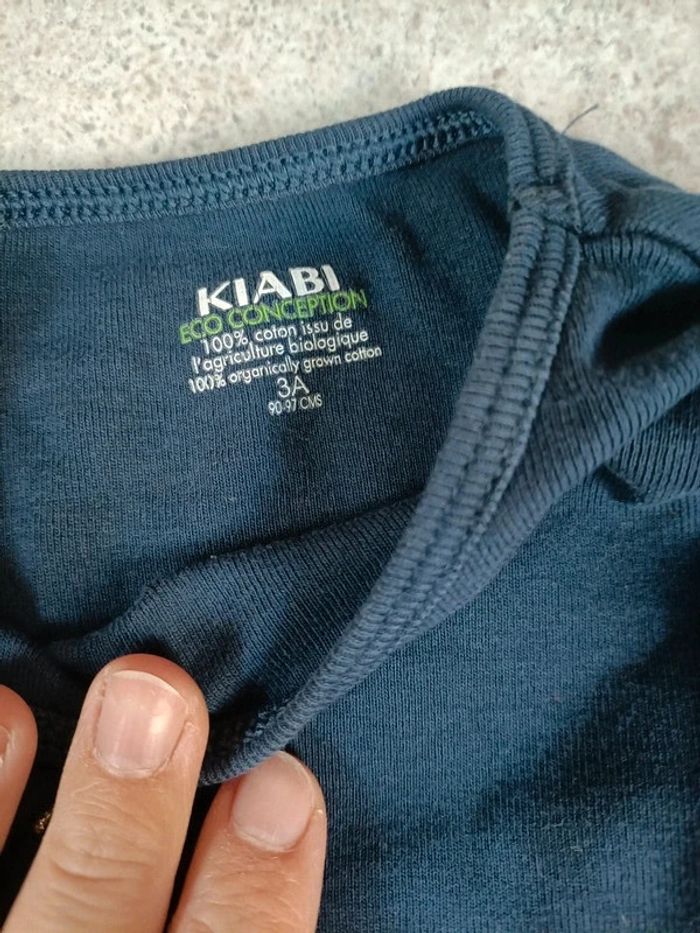 KIABI
ECO CONCEPTION
100% coton issu de
l'agriculture biologique
100% organically grown cotton
3A
90-97 CMS